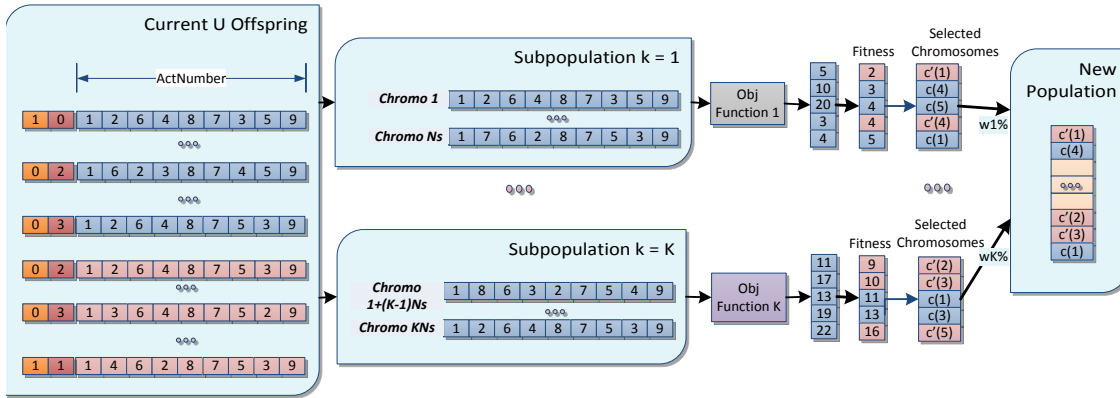 Current U Offspring
ActNumber
1 0 1 2 6 4 8 7 3 5 9
0 2 1 6 2 3 8 7 4 5 9
0 3 1 2 6 4 8 7 5 3 9
0 2 1 2 6 4 8 7 5 3 9
0 3 1 3 6 4 8 7 5 2 9
1 1 1 4 6 2 8 7 5 3 9
Subpopulation k = 1
Chromo 1 1 2 6 4 8 7 3 5 9
Chromo Ns 1 7 6 2 8 7 5 3 9
Subpopulation k = K
Chromo
1+(K-1)Ns 1 8 6 3 2 7 5 4 9
Chromo KNs 1 2 6 4 8 7 5 3 9
Obj
Function 1
Obj
Function K
5
10
20
3
4
Fitness
2
3
4
4
5
Selected
Chromosomes
c'(1)
c(4)
c(5)
c'(4)
c(1)
w1%
11
17
13
19
22
Fitness
9
10
11
13
16
Selected
Chromosomes
c'(2)
c'(3)
c(1)
c(3)
c'(5)
wK%
New
Population
c'(1)
c(4)
c'(2)
c'(3)
c(1)